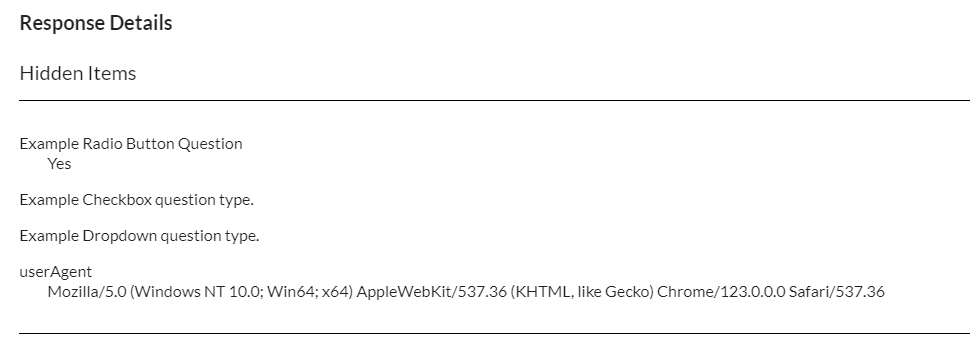 Response Details
Hidden Items
Example Radio Button Question
Yes
Example Checkbox question type.
Example Dropdown question type.
userAgent
Mozilla/5.0 (Windows NT 10.0; Win64; x64) AppleWebKit/537.36 (KHTML, like Gecko) Chrome/123.0.0.0 Safari/537.36